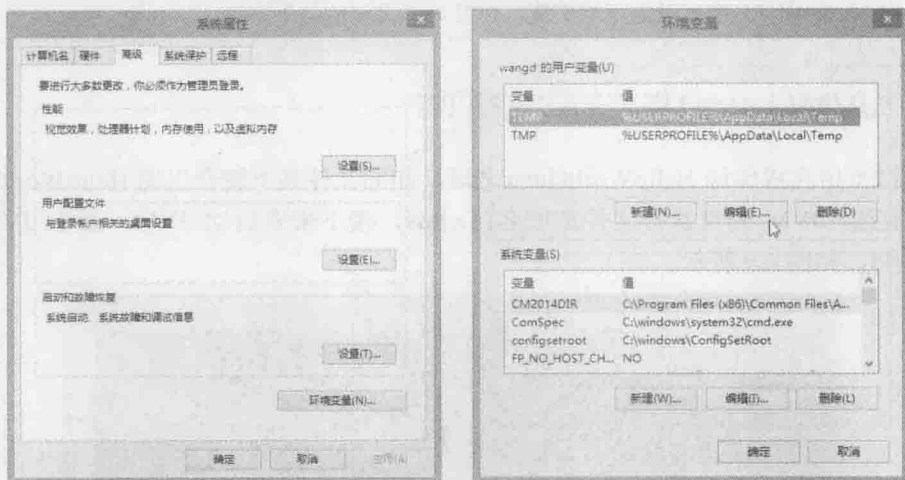 系统属性
计算机名 硬件 高级 系统保护 远程
要进行大多数更改，你必须作为管理员登录。
性能
视觉效果，处理器计划，内存使用，以及虚拟内存
设置(S)...
用户配置文件
与登录帐户相关的桌面设置
设置(E)...
启动和故障恢复
系统启动、系统故障和调试信息
设置(T)...
环境变量(N)...
确定 取消 应用(A)
环境变量
wangd 的用户变量(U)
变量 值
TEMP %USERPROFILE%\AppData\Local\Temp
TMP %USERPROFILE%\AppData\Local\Temp
新建(N)... 编辑(E)... 删除(D)
系统变量(S)
变量 值
CM2014DIR C:\Program Files (x86)\Common Files\A...
ComSpec C:\windows\system32\cmd.exe
configsetroot C:\windows\ConfigSetRoot
FP_NO_HOST_CH... NO
新建(W)... 编辑(I)... 删除(L)
确定 取消